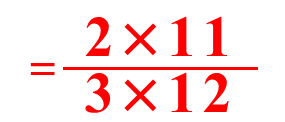 = 2 × 11
3 × 12